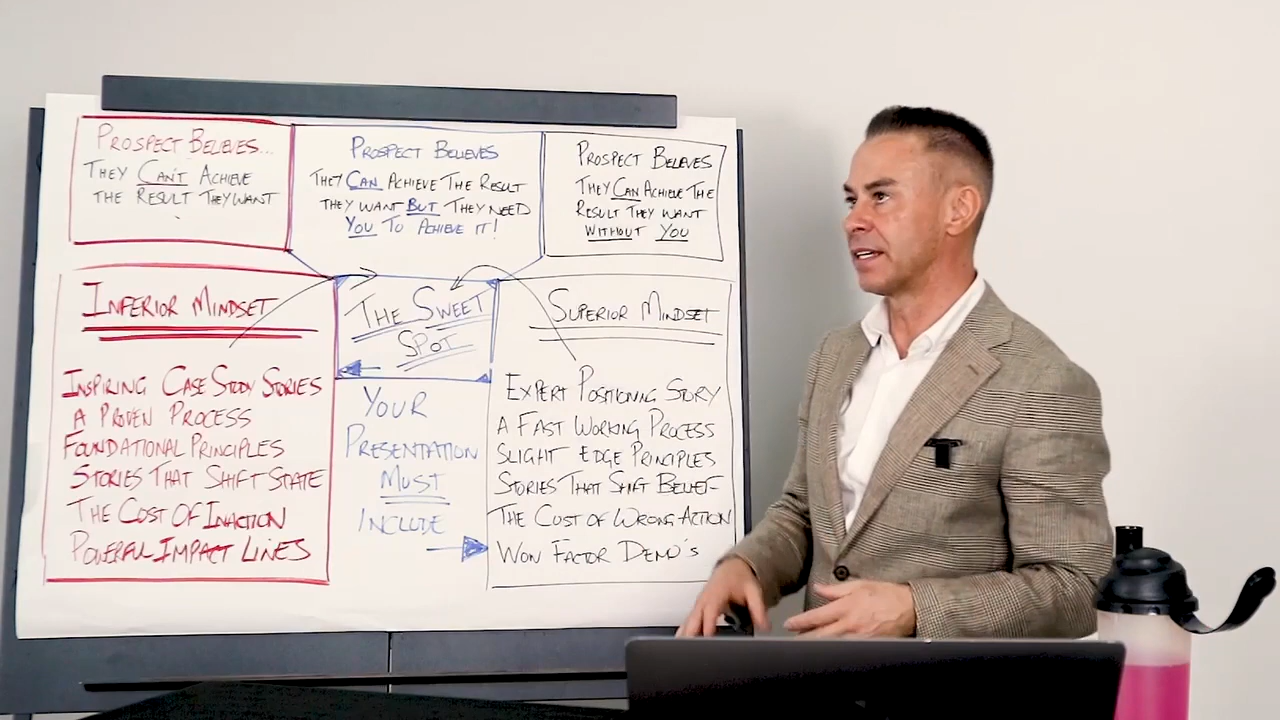 PROSPECT BELIEVES...
THEY CAN'T ACHIEVE
THE RESULT THEY WANT
PROSPECT BELIEVES
THEY CAN ACHIEVE THE RESULT
THEY WANT BUT THEY NEED
YOU TO ACHIEVE IT!
PROSPECT BELIEVES
THEY CAN ACHIEVE THE
RESULT THEY WANT
WITHOUT YOU
INFERIOR MINDSET
INSPIRING CASE STUDY STORIES
A PROVEN PROCESS
FOUNDATIONAL PRINCIPLES
STORIES THAT SHIFT STATE
THE COST OF INACTION
POWERFUL IMPACT LINES
THE SWEET
SPOT
YOUR
PRESENTATION
MUST
INCLUDE
SUPERIOR MINDSET
EXPERT POSITIONING STORY
A FAST WORKING PROCESS
SLIGHT EDGE PRINCIPLES
STORIES THAT SHIFT BELIEF
THE COST OF WRONG ACTION
WON FACTOR DEMO'S